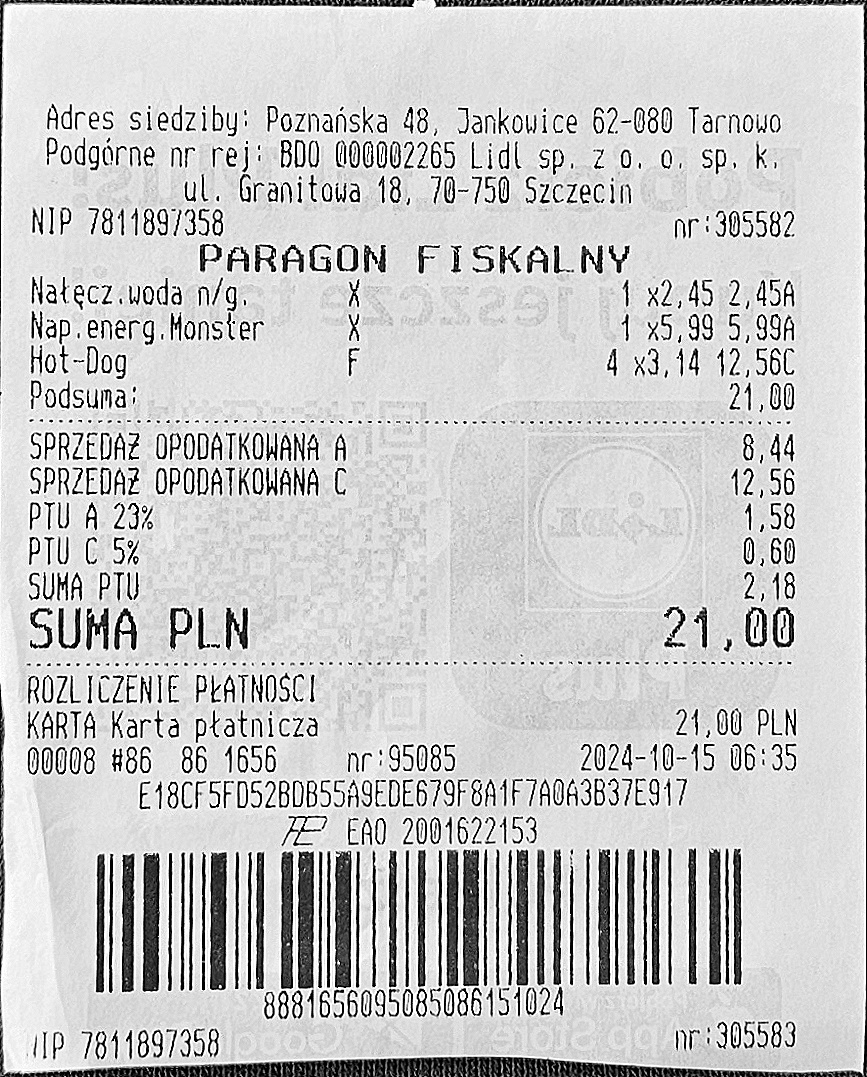 Adres siedziby: Poznańska 48, Jankowice 62-080 Tarnowo
Podgórne nr rej: BDO 000002265 Lidl sp. z o. o. sp. k.
ul. Granitowa 18, 70-750 Szczecin
NIP 7811897358 nr:305582
PARAGON FISKALNY
Nałęcz.woda n/g. X 1 x2,45 2,45A
Nap.energ.Monster X 1 x5,99 5,99A
Hot-Dog F 4 x3,14 12,56C
Podsuma: 21,00
SPRZEDAŻ OPODATKOWANA A 8,44
SPRZEDAŻ OPODATKOWANA C 12,56
PTU A 23% 1,58
PTU C 5% 0,60
SUMA PTU 2,18
SUMA PLN 21,00
ROZLICZENIE PŁATNOŚCI
KARTA Karta płatnicza 21,00 PLN
00008 #86 86 1656 nr:95085 2024-10-15 06:35
E18CF5FD52BDB55A9EDE679F8A1F7A0A3B37E917
EAO 2001622153
8881656095085086151024
NIP 7811897358 nr:305583